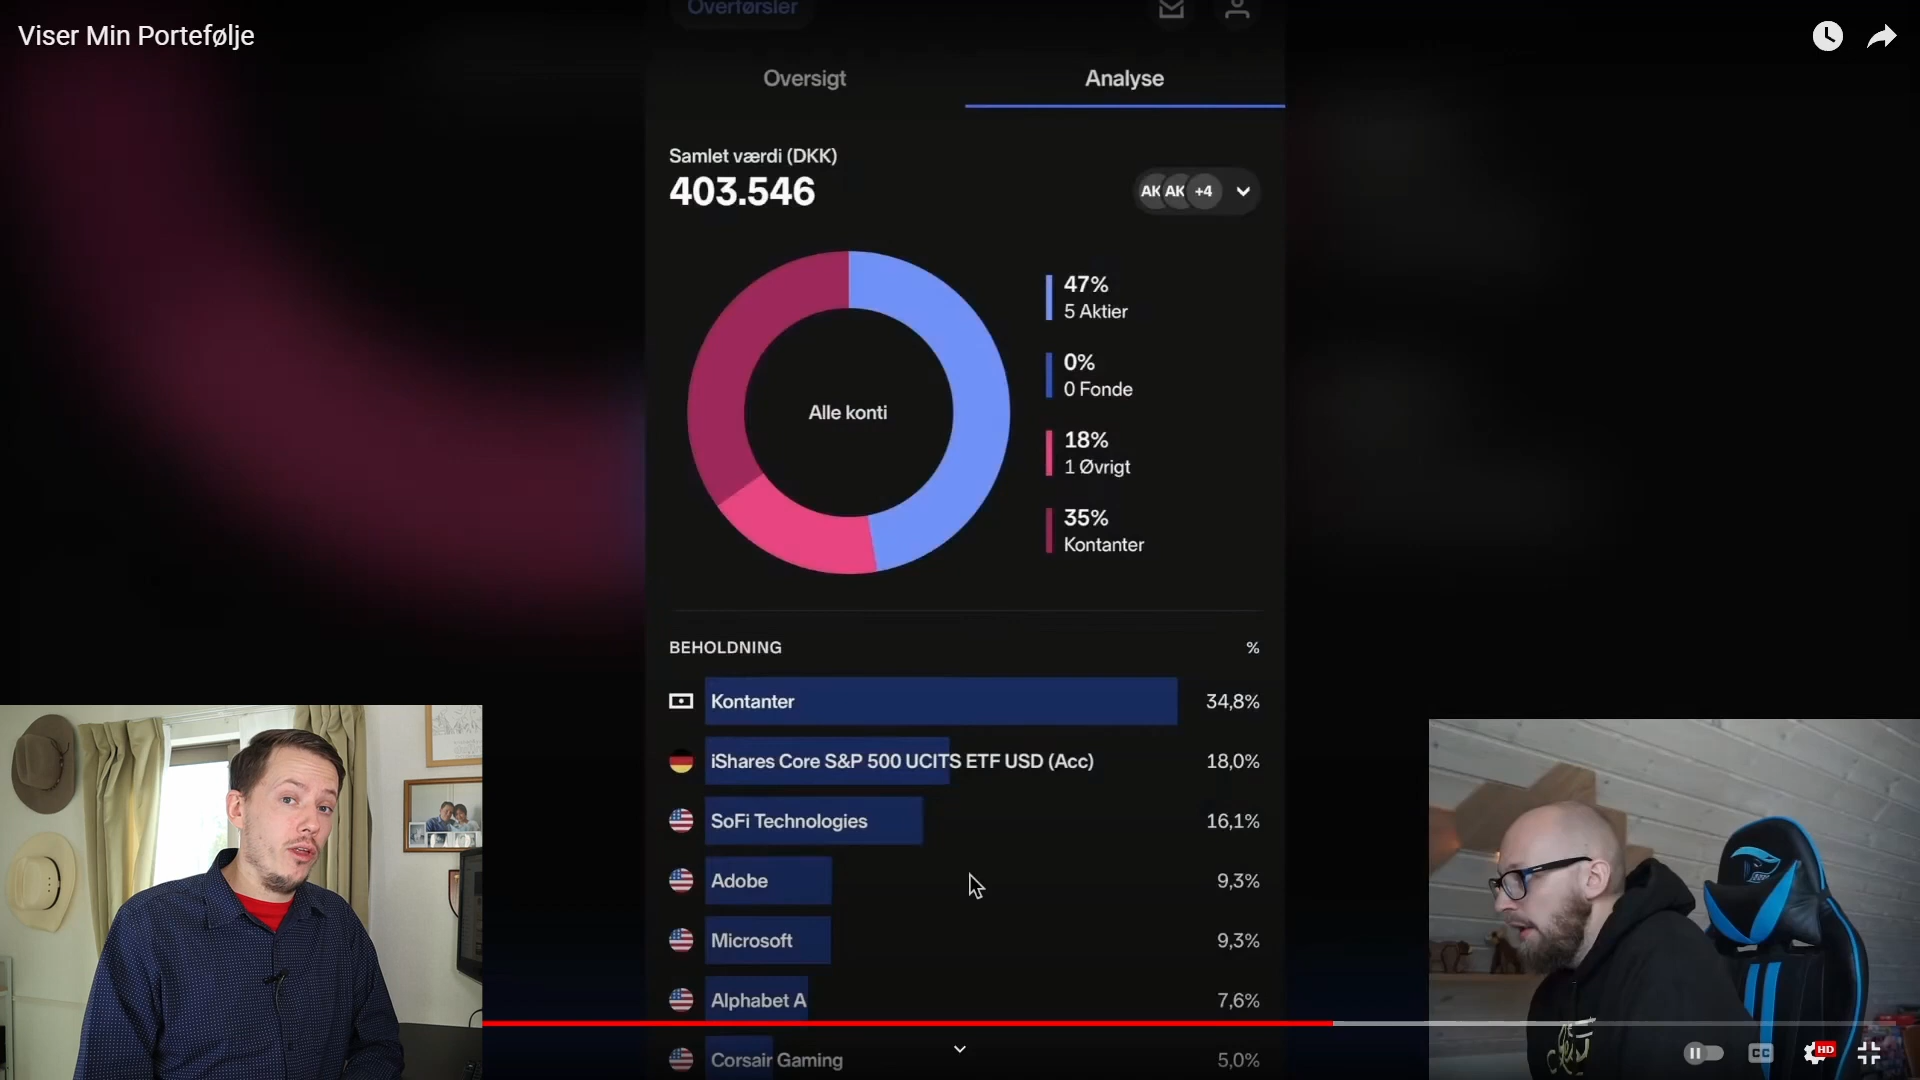 Viser Min Portefølje
Overførsler
Oversigt
Analyse
Samlet værdi (DKK)
403.546
AK AK +4
Alle konti
47%
5 Aktier
0%
0 Fonde
18%
1 Øvrigt
35%
Kontanter
BEHOLDNING %
Kontanter 34,8%
iShares Core S&P 500 UCITS ETF USD (Acc) 18,0%
SoFi Technologies 16,1%
Adobe 9,3%
Microsoft 9,3%
Alphabet A 7,6%
Corsair Gaming 5,0%
CC
HD